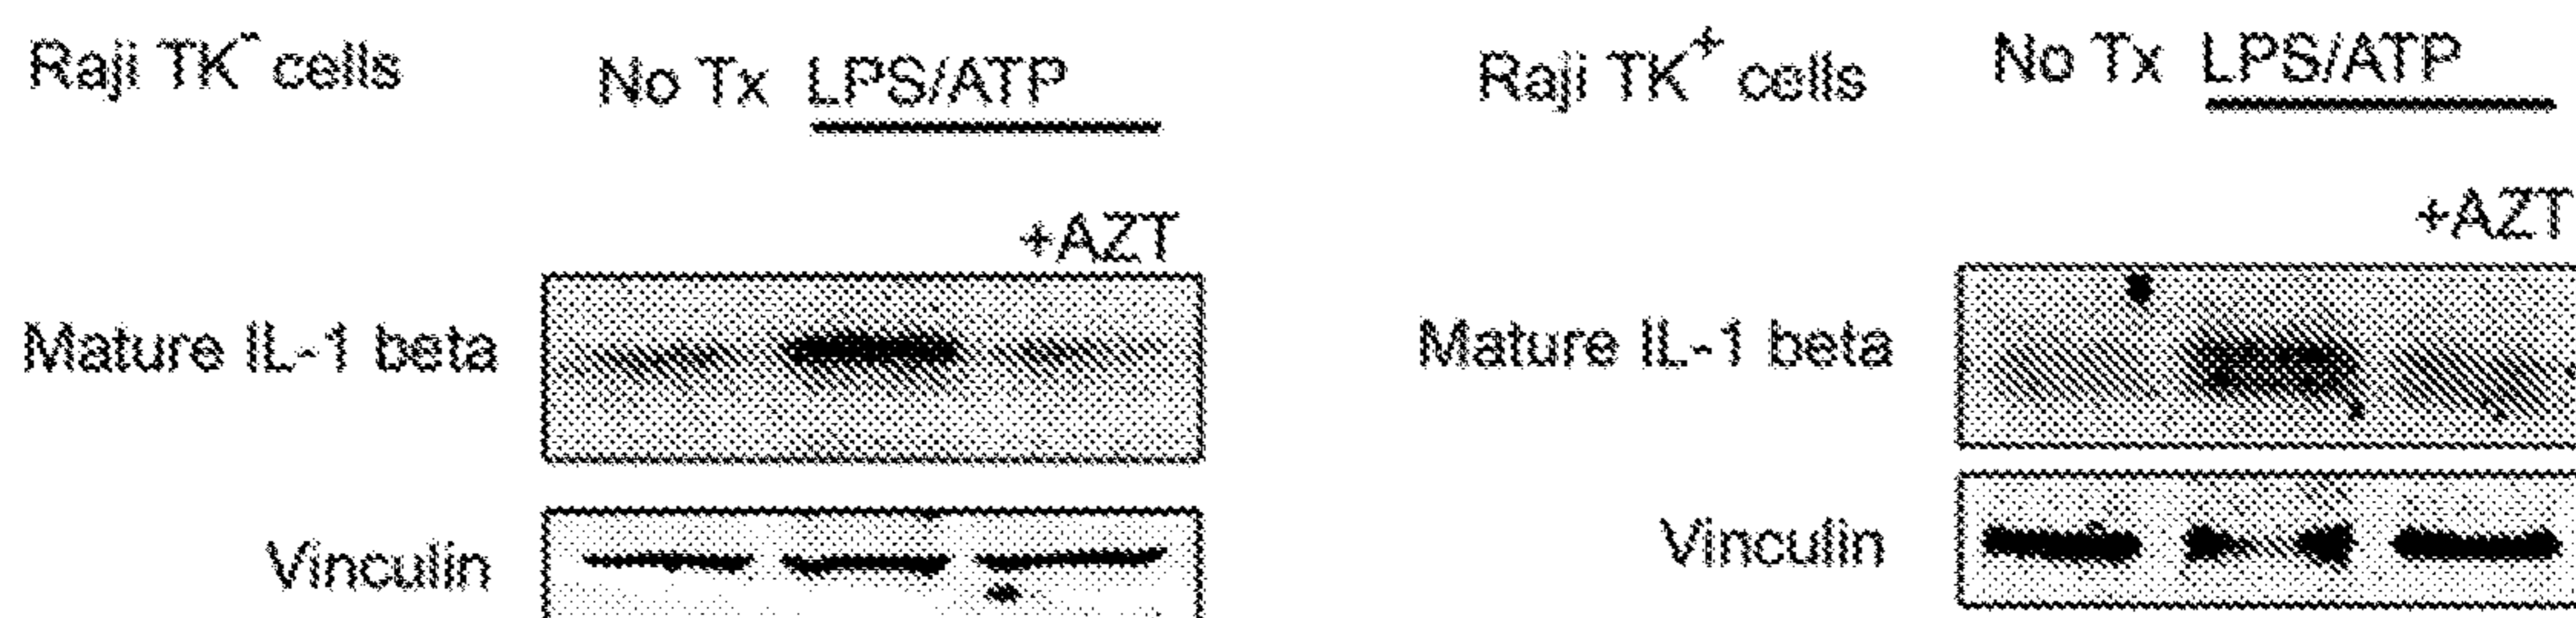 Raji TK⁻ cells
No Tx LPS/ATP
+AZT
Mature IL-1 beta
Vinculin
Raji TK⁺ cells
No Tx LPS/ATP
+AZT
Mature IL-1 beta
Vinculin